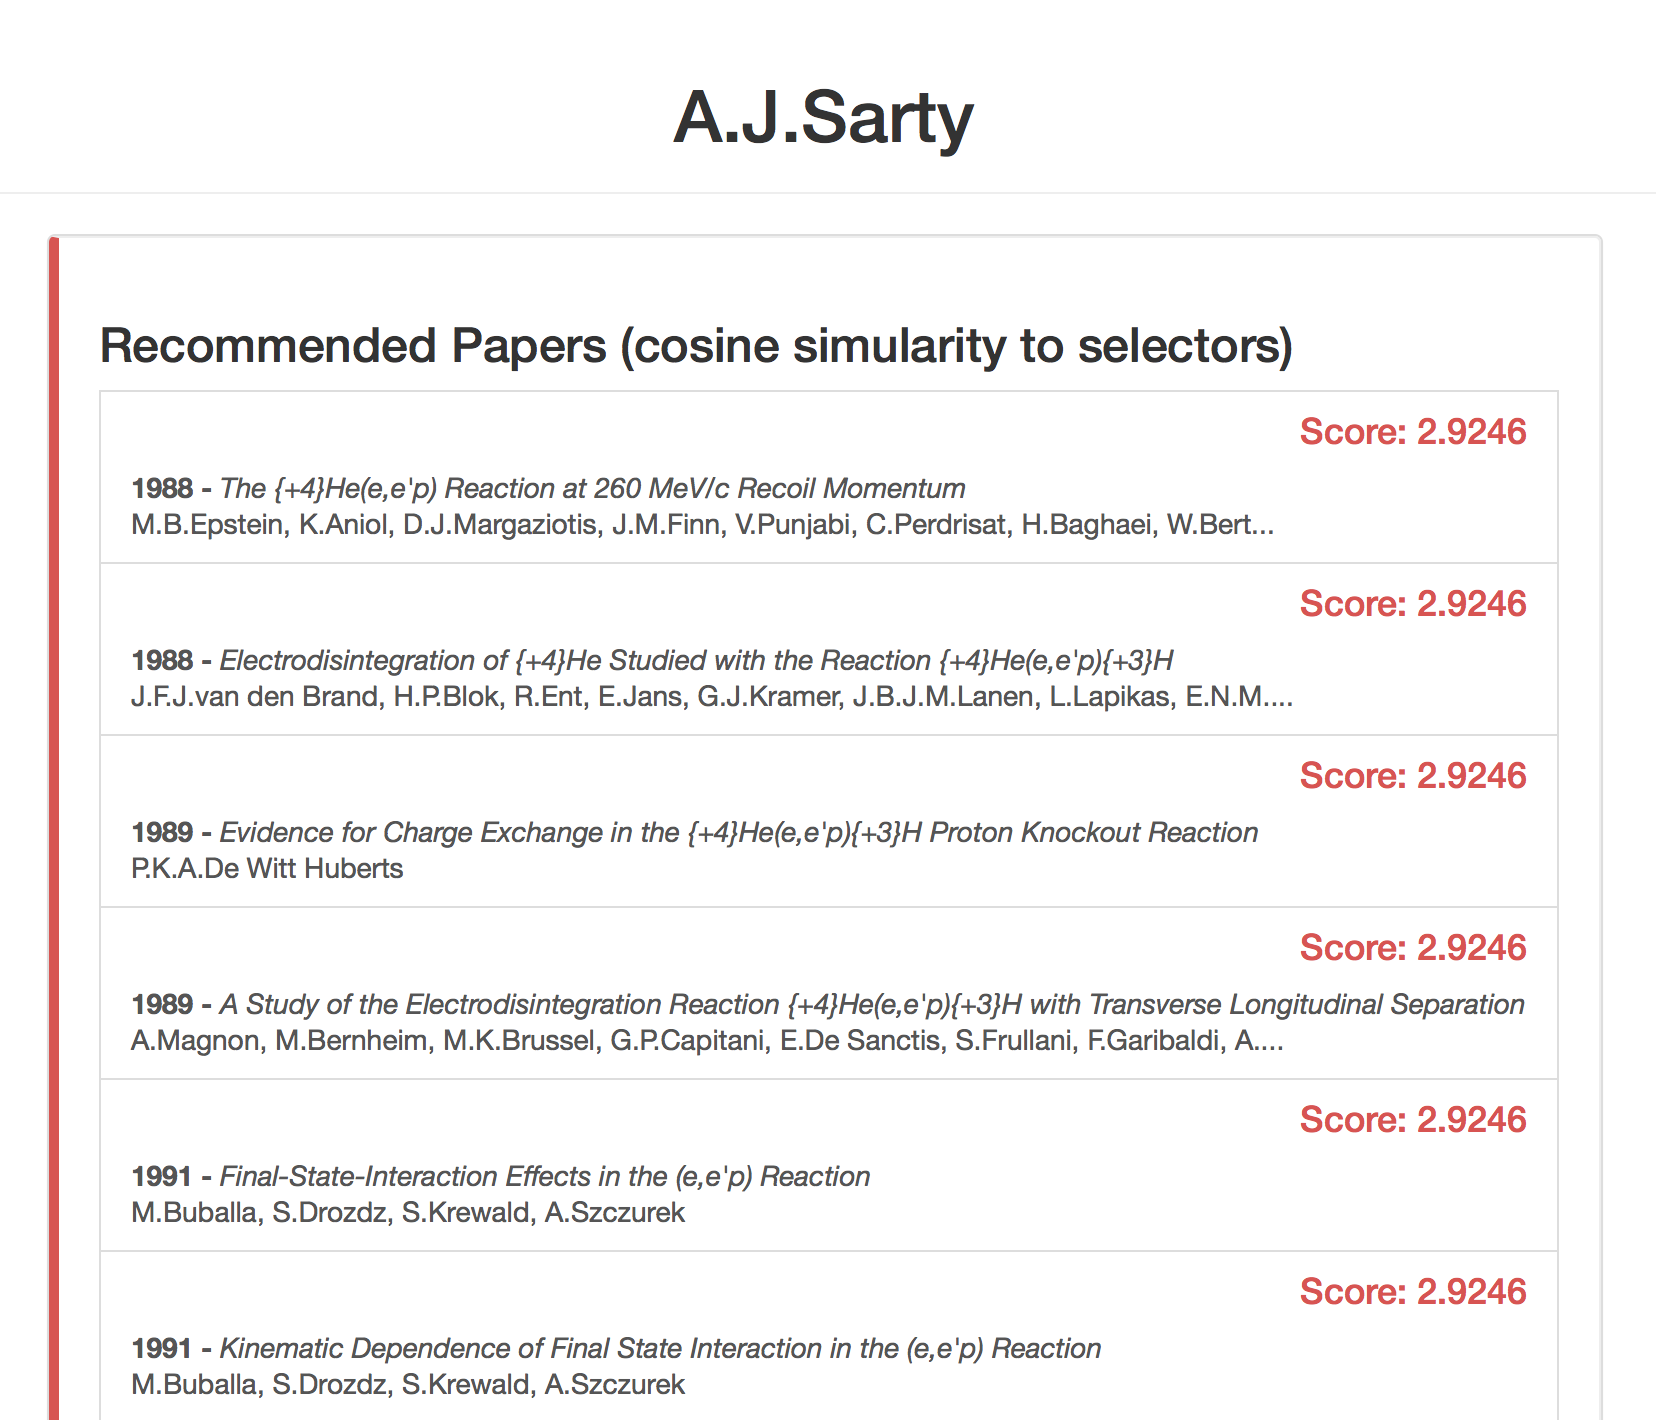 A.J.Sarty
Recommended Papers (cosine simularity to selectors)
Score: 2.9246
1988 - The {+4}He(e,e'p) Reaction at 260 MeV/c Recoil Momentum
M.B.Epstein, K.Aniol, D.J.Margaziotis, J.M.Finn, V.Punjabi, C.Perdrisat, H.Baghaei, W.Bert...
Score: 2.9246
1988 - Electrodisintegration of {+4}He Studied with the Reaction {+4}He(e,e'p){+3}H
J.F.J.van den Brand, H.P.Blok, R.Ent, E.Jans, G.J.Kramer, J.B.J.M.Lanen, L.Lapikas, E.N.M....
Score: 2.9246
1989 - Evidence for Charge Exchange in the {+4}He(e,e'p){+3}H Proton Knockout Reaction
P.K.A.De Witt Huberts
Score: 2.9246
1989 - A Study of the Electrodisintegration Reaction {+4}He(e,e'p){+3}H with Transverse Longitudinal Separation
A.Magnon, M.Bernheim, M.K.Brussel, G.P.Capitani, E.De Sanctis, S.Frullani, F.Garibaldi, A....
Score: 2.9246
1991 - Final-State-Interaction Effects in the (e,e'p) Reaction
M.Buballa, S.Drozdz, S.Krewald, A.Szczurek
Score: 2.9246
1991 - Kinematic Dependence of Final State Interaction in the (e,e'p) Reaction
M.Buballa, S.Drozdz, S.Krewald, A.Szczurek